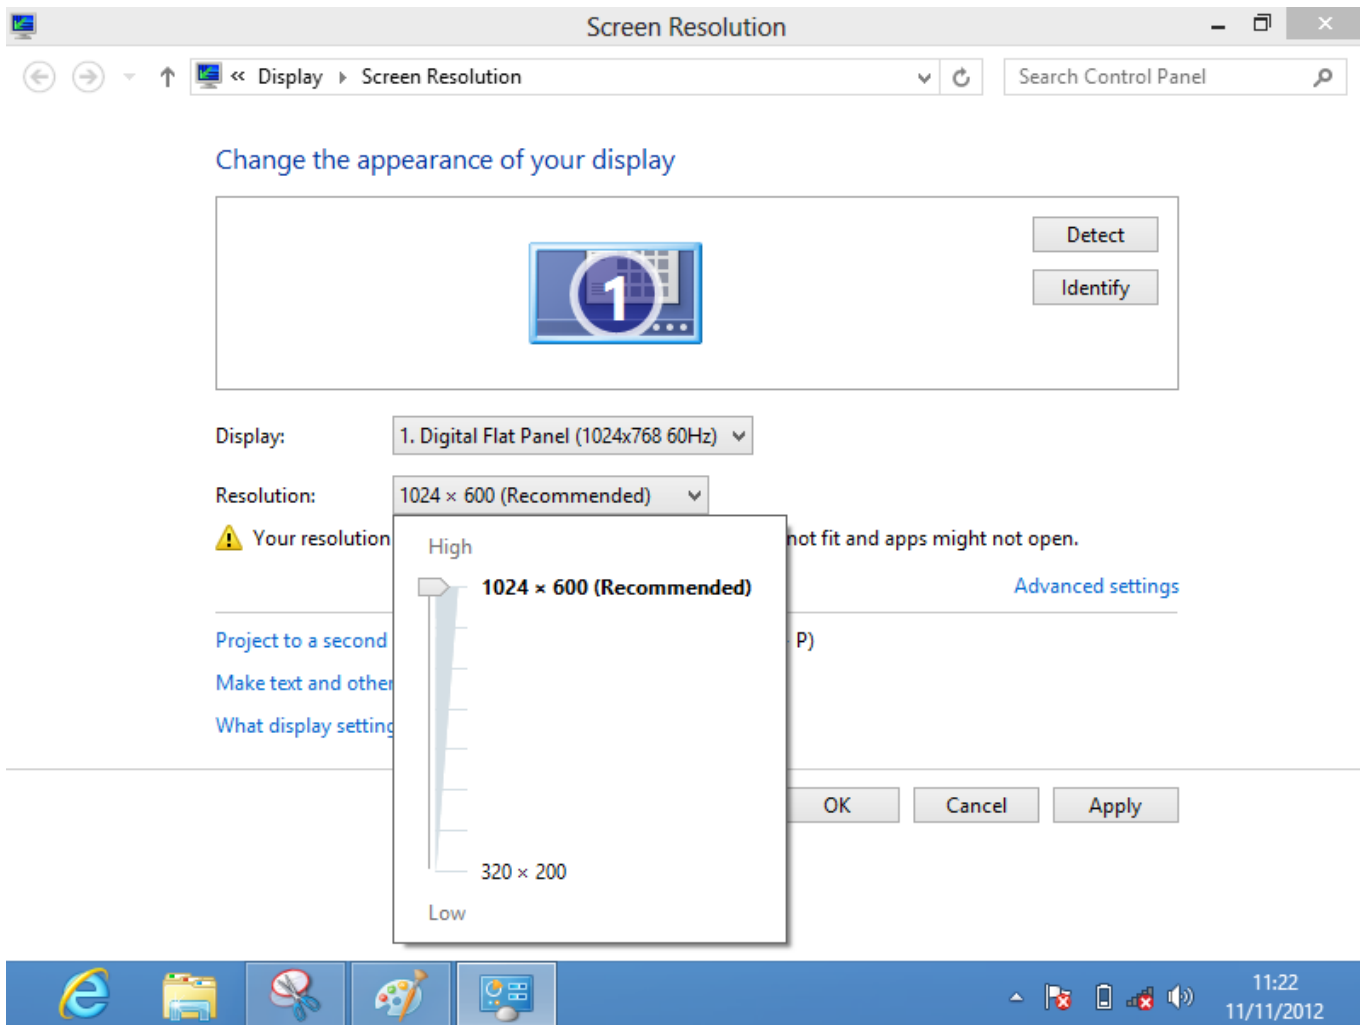 Screen Resolution
« Display Screen Resolution
Search Control Panel
Change the appearance of your display
1
Detect
Identify
Display: 1. Digital Flat Panel (1024x768 60Hz)
Resolution: 1024 × 600 (Recommended)
Your resolution not fit and apps might not open.
High
1024 × 600 (Recommended)
Advanced settings
Project to a second P)
Make text and other
What display setting
320 × 200
Low
OK Cancel Apply
11:22
11/11/2012